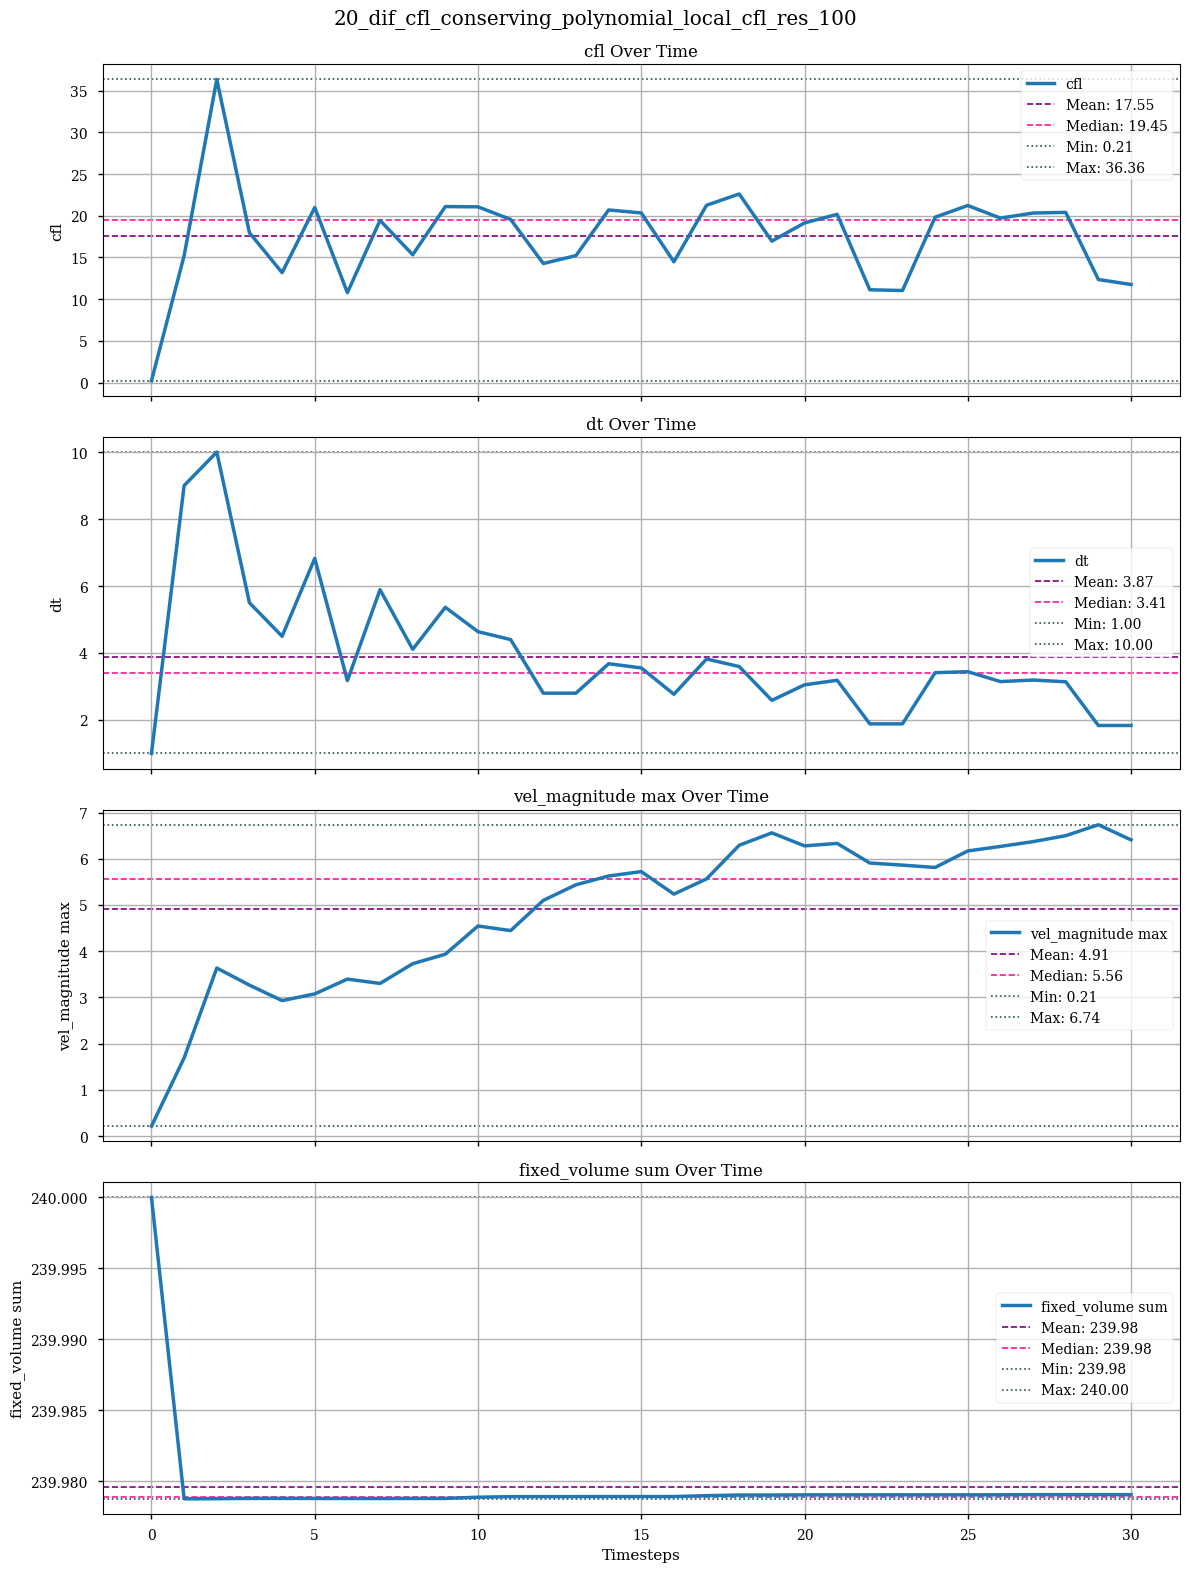 20_dif_cfl_conserving_polynomial_local_cfl_res_100
cfl Over Time
35
30
25
20
15
10
5
0
cfl
cfl
Mean: 17.55
Median: 19.45
Min: 0.21
Max: 36.36
dt Over Time
10
8
6
4
2
dt
dt
Mean: 3.87
Median: 3.41
Min: 1.00
Max: 10.00
vel_magnitude max Over Time
7
6
5
4
3
2
1
0
vel_magnitude max
vel_magnitude max
Mean: 4.91
Median: 5.56
Min: 0.21
Max: 6.74
fixed_volume sum Over Time
240.000
239.995
239.990
239.985
239.980
fixed_volume sum
fixed_volume sum
Mean: 239.98
Median: 239.98
Min: 239.98
Max: 240.00
0 5 10 15 20 25 30
Timesteps